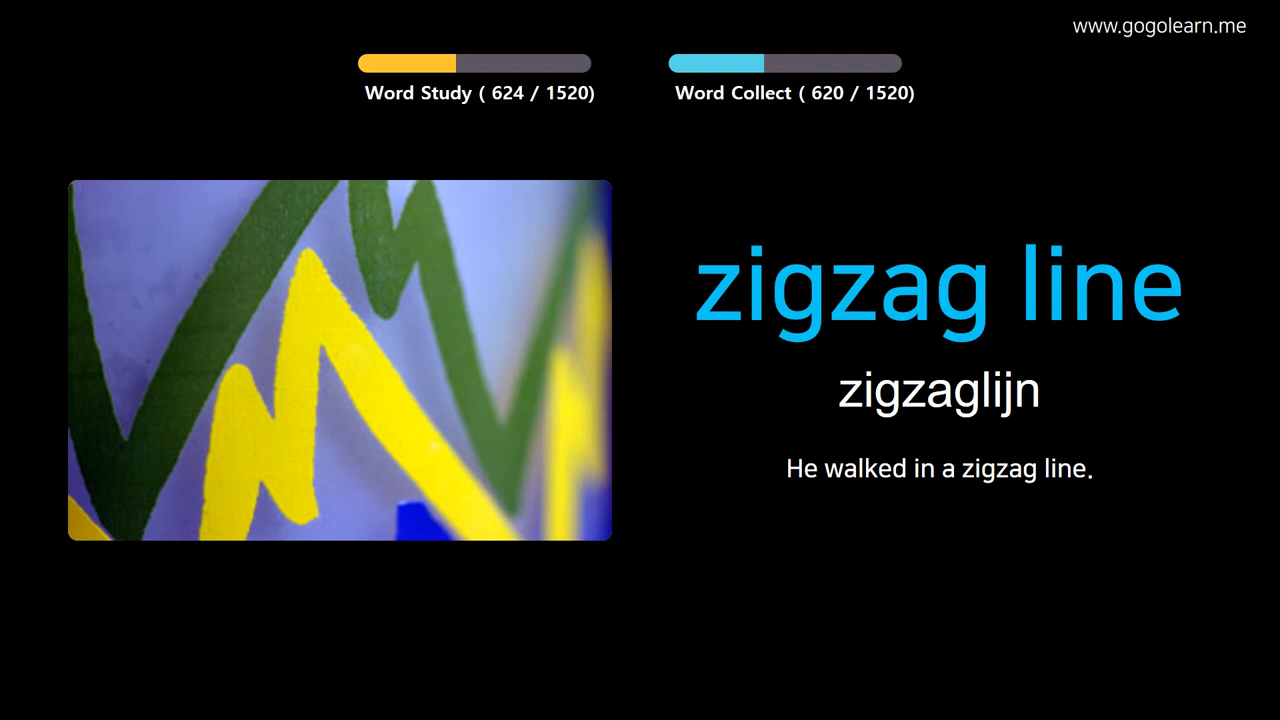 www.gogolearn.me
Word Study ( 624 / 1520)
Word Collect ( 620 / 1520)
zigzag line
zigzaglijn
He walked in a zigzag line.